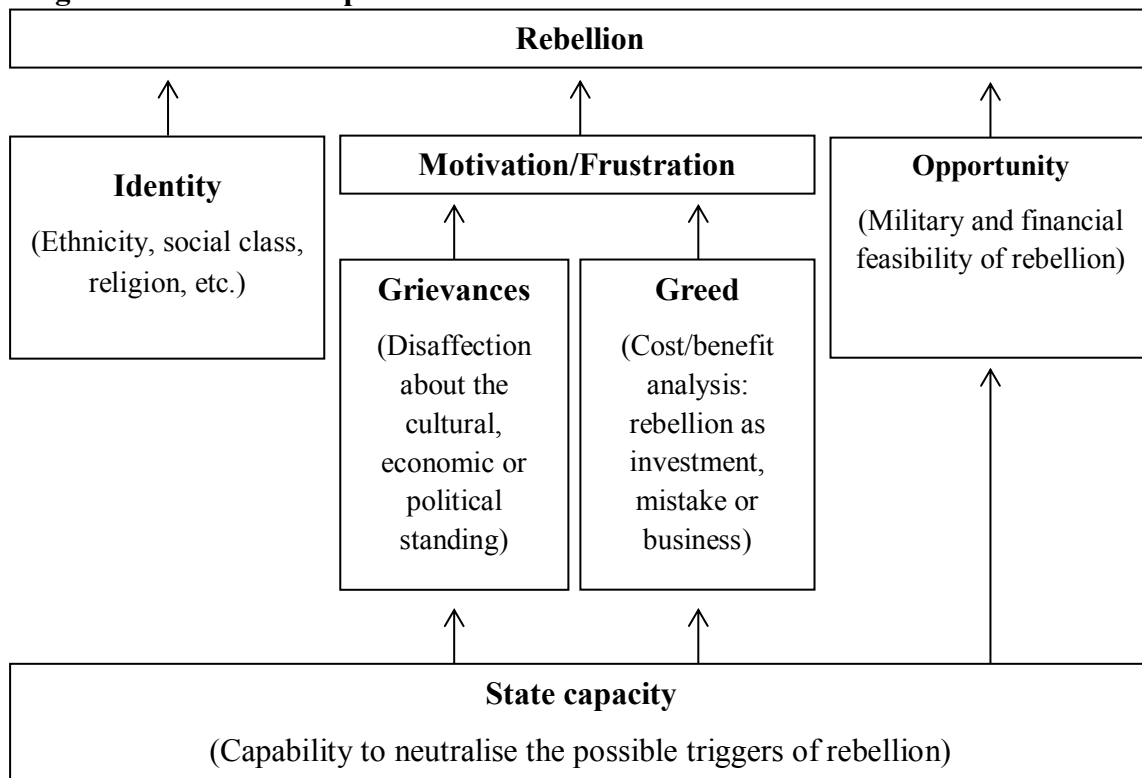 Rebellion
Identity
(Ethnicity, social class,
religion, etc.)
Motivation/Frustration
Grievances
(Disaffection
about the
cultural,
economic or
political
standing)
Greed
(Cost/benefit
analysis:
rebellion as
investment,
mistake or
business)
Opportunity
(Military and financial
feasibility of rebellion)
State capacity
(Capability to neutralise the possible triggers of rebellion)